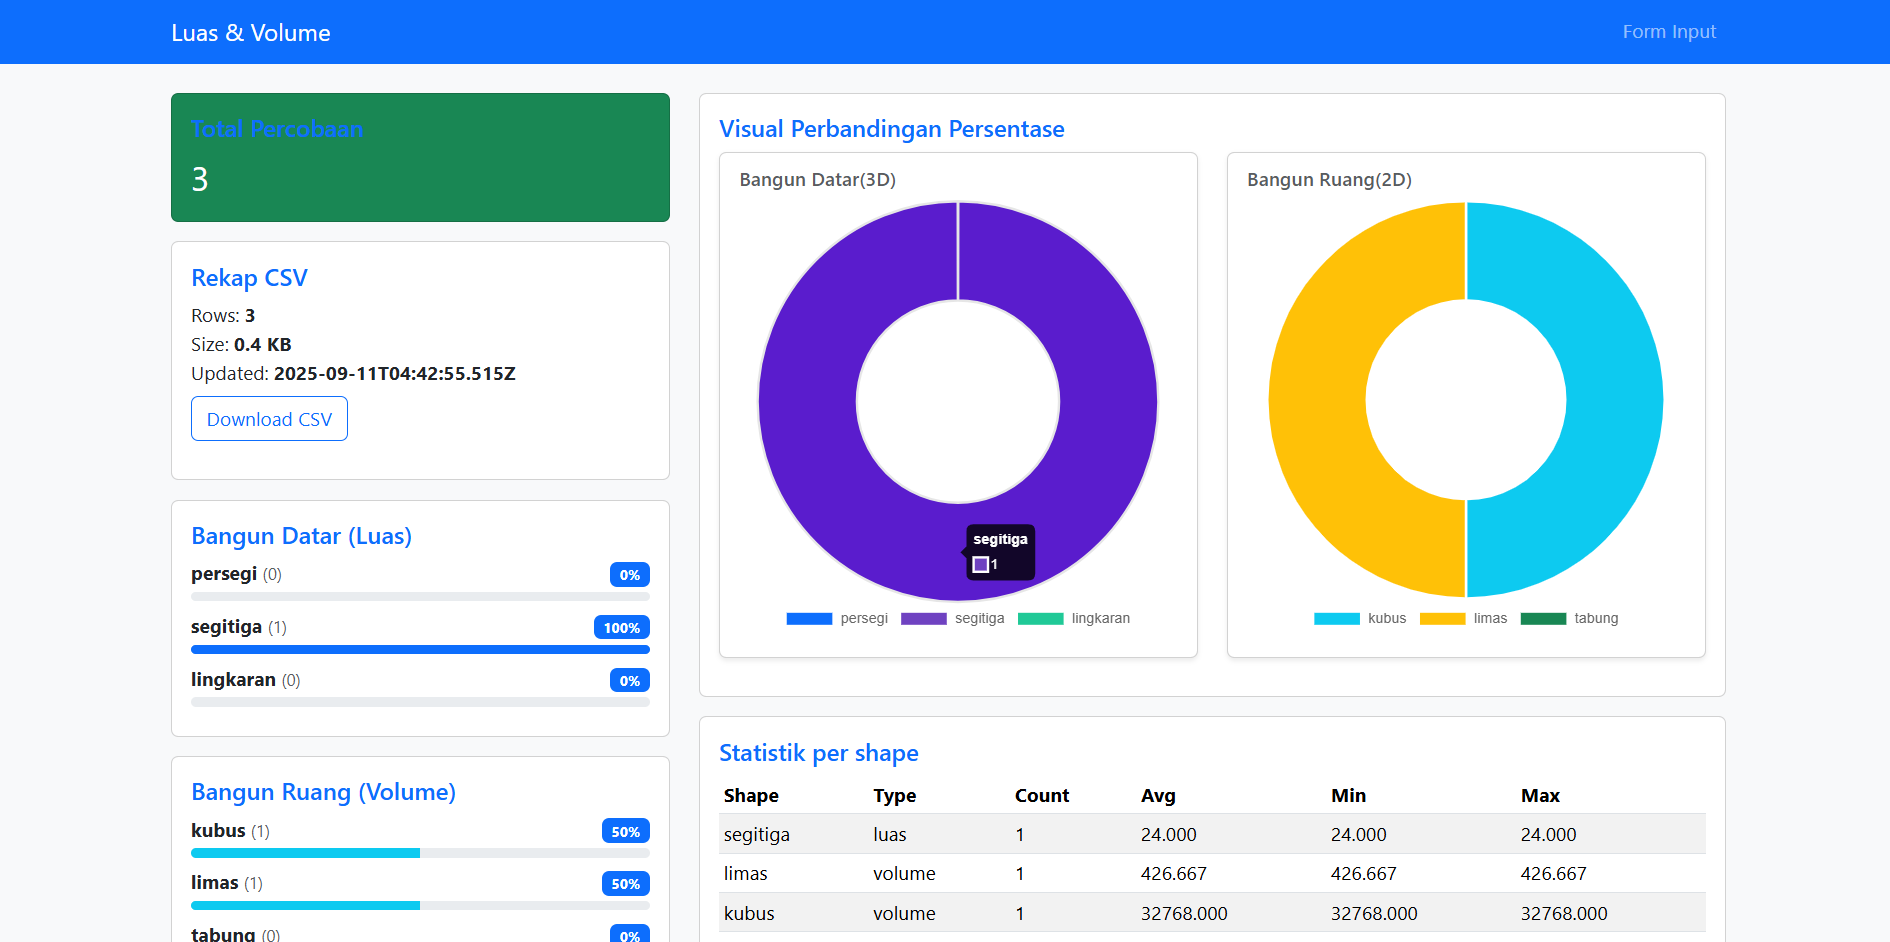 Luas & Volume
Form Input
Total Percobaan
3
Rekap CSV
Rows: 3
Size: 0.4 KB
Updated: 2025-09-11T04:42:55.515Z
Download CSV
Bangun Datar (Luas)
persegi (0) 0%
segitiga (1) 100%
lingkaran (0) 0%
Bangun Ruang (Volume)
kubus (1) 50%
limas (1) 50%
tabung (0) 0%
Visual Perbandingan Persentase
Bangun Datar(3D)
segitiga
1
persegi segitiga lingkaran
Bangun Ruang(2D)
kubus limas tabung
Statistik per shape
Shape Type Count Avg Min Max
segitiga luas 1 24.000 24.000 24.000
limas volume 1 426.667 426.667 426.667
kubus volume 1 32768.000 32768.000 32768.000